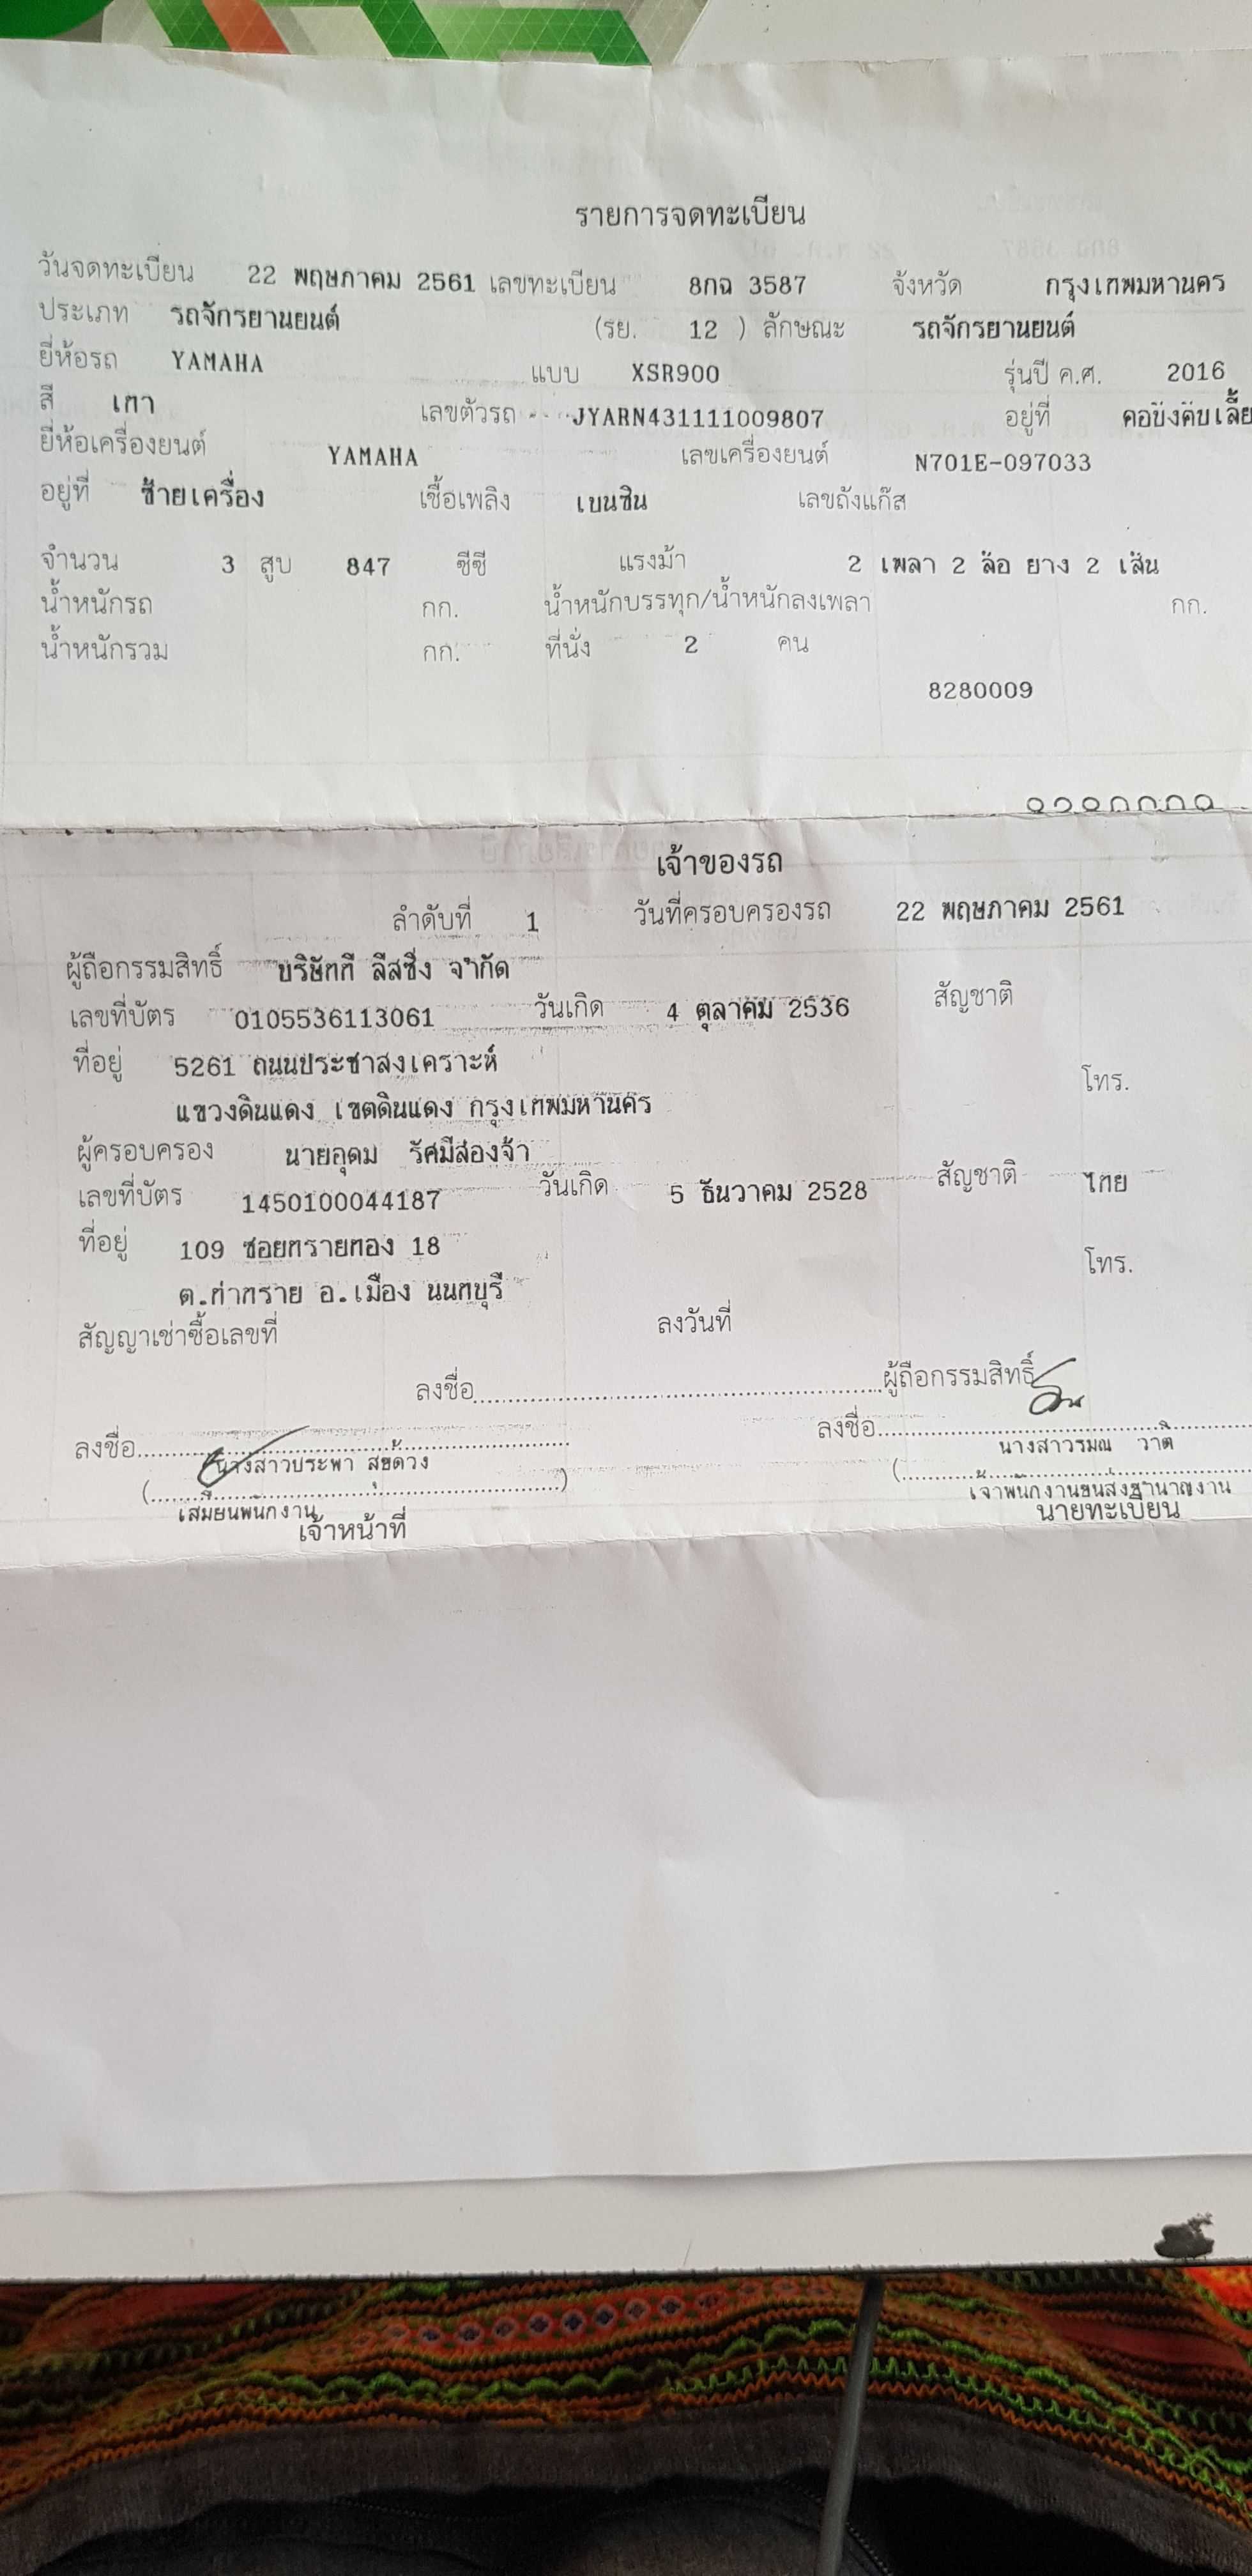 รายการจดทะเบียน
วันจดทะเบียน 22 พฤษภาคม 2561 เลขทะเบียน 8กฉ 3587 จังหวัด กรุงเทพมหานคร
ประเภท รถจักรยานยนต์ (รย. 12 ) ลักษณะ รถจักรยานยนต์
ยี่ห้อรถ YAMAHA แบบ XSR900 รุ่นปี ค.ศ. 2016
สี เทา เลขตัวรถ JYARN431111009807 อยู่ที่ คอบังคับเลี้ย
ยี่ห้อเครื่องยนต์ YAMAHA เลขเครื่องยนต์ N701E-097033
อยู่ที่ ซ้ายเครื่อง เชื้อเพลิง เบนซิน เลขถังแก๊ส
จำนวน 3 สูบ 847 ซีซี แรงม้า 2 เพลา 2 ล้อ ยาง 2 เส้น
น้ำหนักรถ กก. น้ำหนักบรรทุก/น้ำหนักลงเพลา กก.
น้ำหนักรวม กก. ที่นั่ง 2 คน
8280009
เจ้าของรถ
ลำดับที่ 1 วันที่ครอบครองรถ 22 พฤษภาคม 2561
ผู้ถือกรรมสิทธิ์ บริษัทที ลีสซิ่ง จำกัด
เลขที่บัตร 0105536113061 วันเกิด 4 ตุลาคม 2536 สัญชาติ
ที่อยู่ 5261 ถนนประชาสงเคราะห์ โทร.
แขวงดินแดง เขตดินแดง กรุงเทพมหานคร
ผู้ครอบครอง นายอุดม รัศมีส่องจ้า
เลขที่บัตร 1450100044187 วันเกิด 5 ธันวาคม 2528 สัญชาติ ไทย
ที่อยู่ 109 ซอยทรายทอง 18 โทร.
ต.ท่าทราย อ.เมือง นนทบุรี
สัญญาเช่าซื้อเลขที่ ลงวันที่
ลงชื่อ ผู้ถือกรรมสิทธิ์
ลงชื่อ ลงชื่อ
นางสาวประพา สุขด้วง นางสาวรมณ วาติ
เสมียนพนักงาน เจ้าพนักงานขนส่งชำนาญงาน
เจ้าหน้าที่ นายทะเบียน